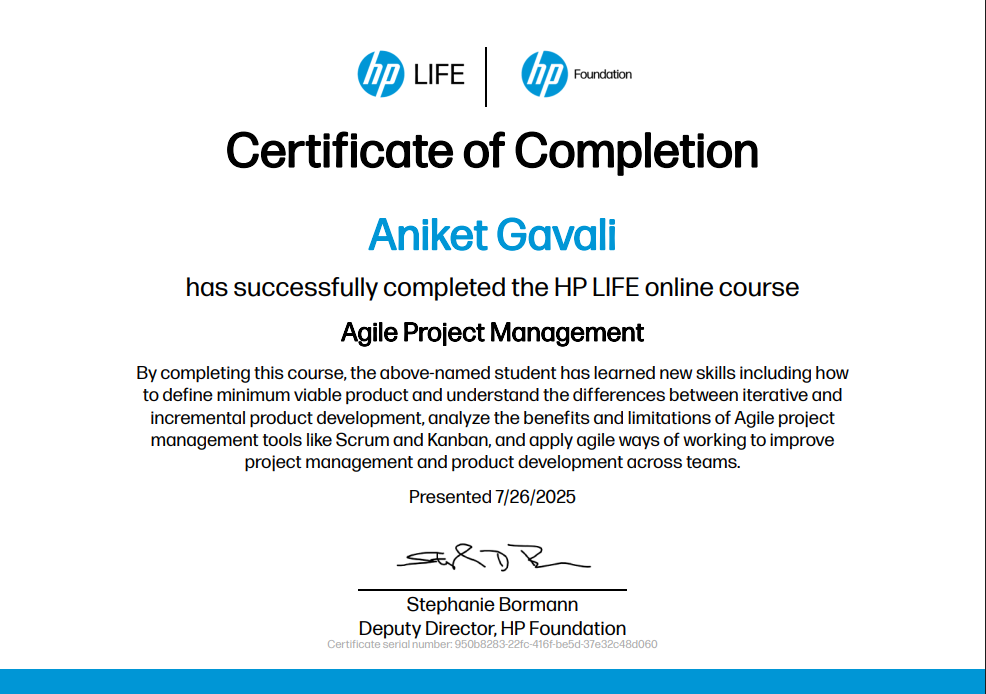 hp LIFE hp Foundation
Certificate of Completion
Aniket Gavali
has successfully completed the HP LIFE online course
Agile Project Management
By completing this course, the above-named student has learned new skills including how
to define minimum viable product and understand the differences between iterative and
incremental product development, analyze the benefits and limitations of Agile project
management tools like Scrum and Kanban, and apply agile ways of working to improve
project management and product development across teams.
Presented 7/26/2025
Stephanie Bormann
Deputy Director, HP Foundation
Certificate serial number: 950b8283-22fc-416f-be5d-37e32c48d060